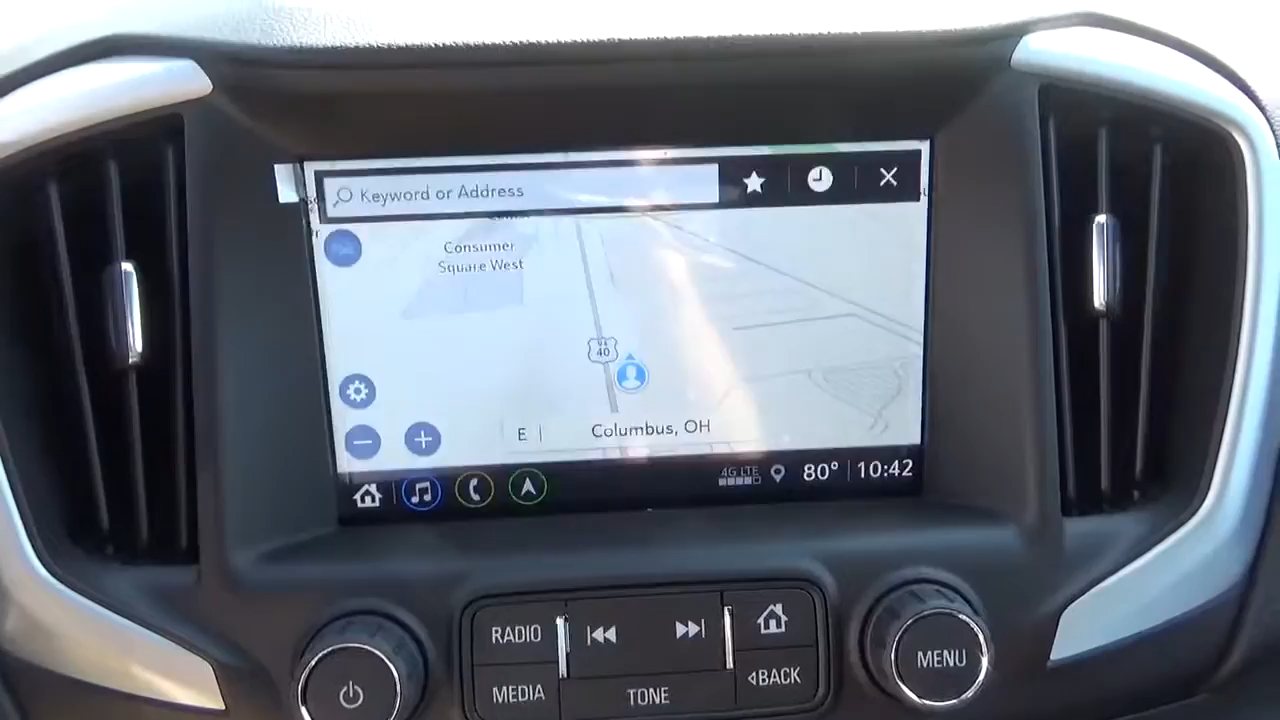 Keyword or Address
Consumer
Square West
US
40
E
Columbus, OH
4G LTE
80°
10:42
RADIO
MEDIA
TONE
BACK
MENU